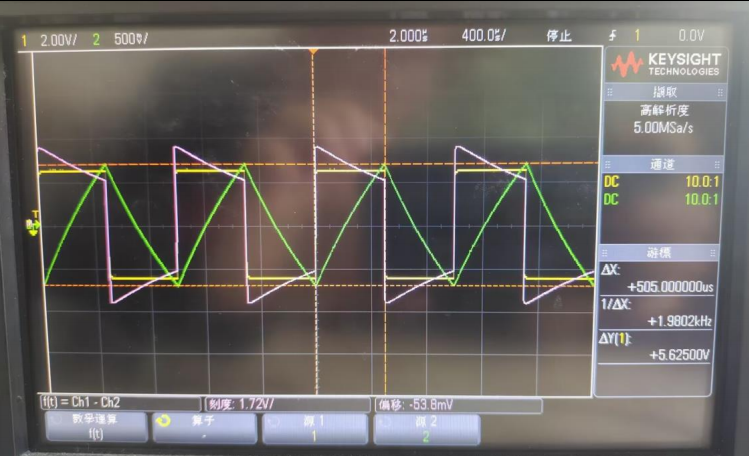 1 2.00V/ 2 500▽/ 2.000 400.0 / 停止 1 0.0V
KEYSIGHT
TECHNOLOGIES
擷取
高解析度
5.00MSa/s
通道
DC 10.0:1
DC 10.0:1
游標
ΔX:
+505.000000us
1/ΔX:
+1.9802kHz
ΔY(1):
+5.62500V
T
f(t) = Ch1 - Ch2 刻度: 1.72V/ 偏移: -53.8mV
數學運算 算子 源 1 源 2
f(t) - 1 2